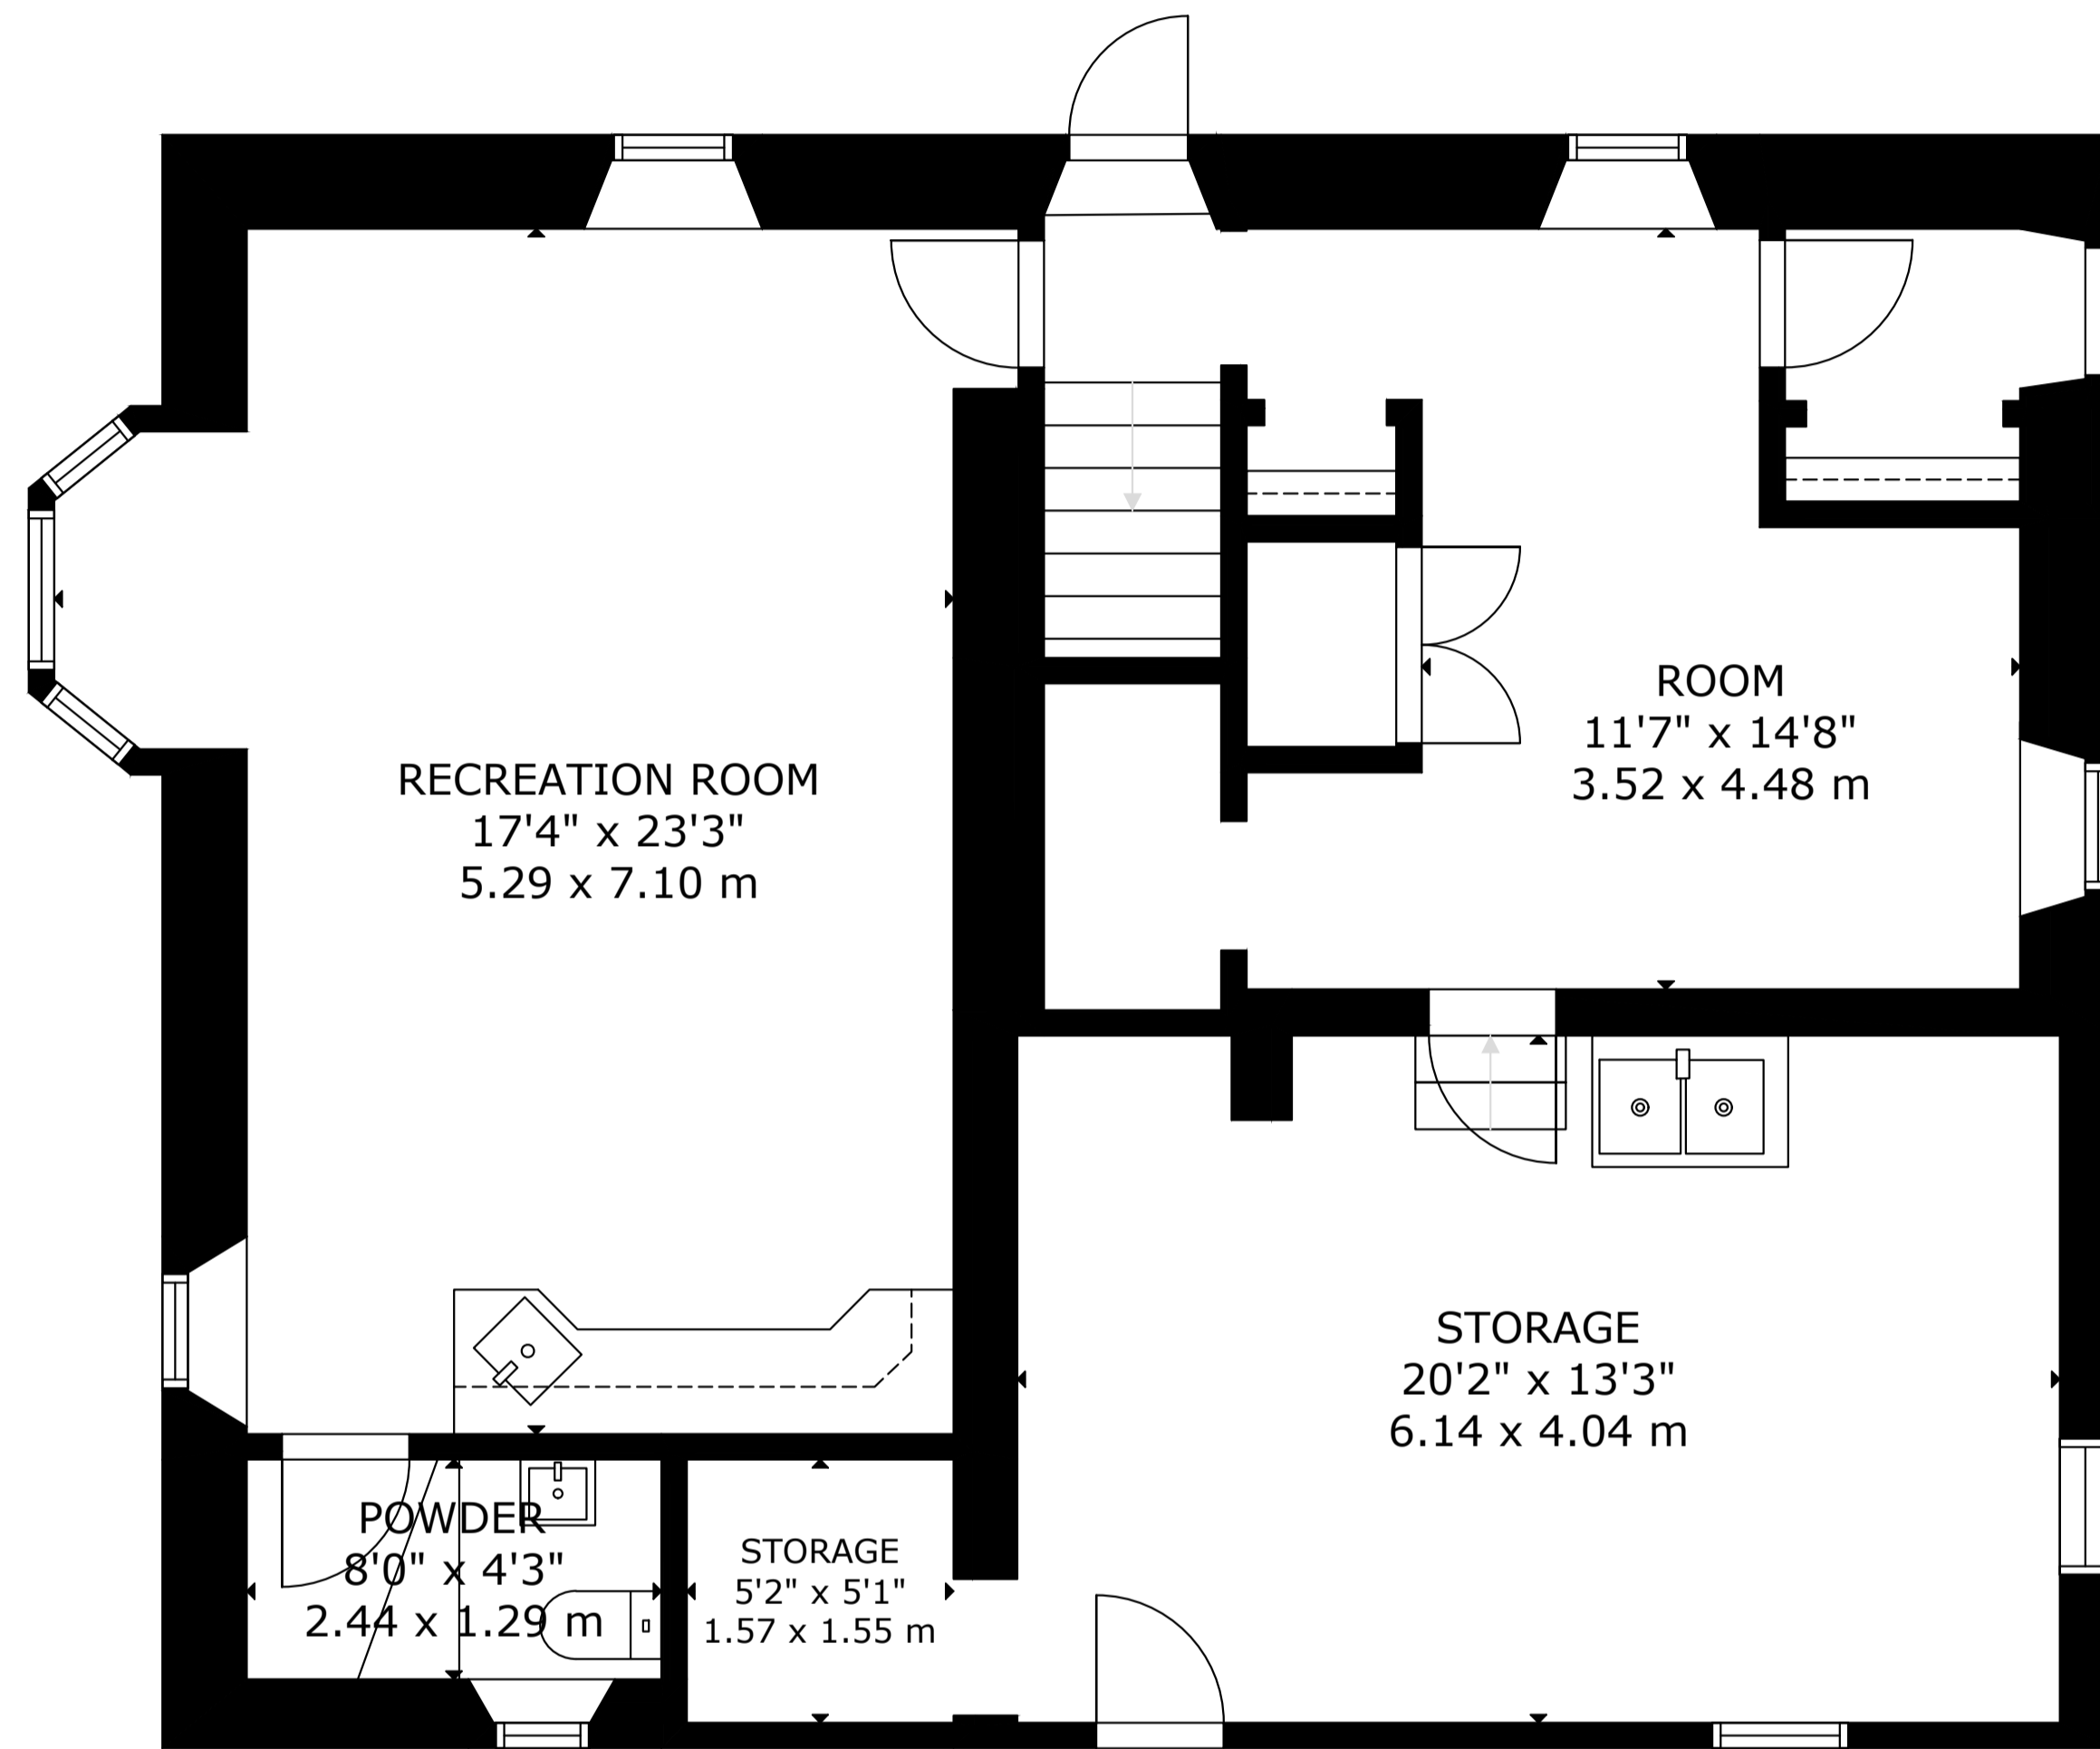 ROOM
11'7" x 14'8"
3.52 x 4.48 m
RECREATION ROOM
17'4" x 23'3"
5.29 x 7.10 m
STORAGE
20'2" x 13'3"
6.14 x 4.04 m
POWDER
8'0" x 4'3"
2.44 x 1.29 m
STORAGE
5'2" x 5'1"
1.57 x 1.55 m